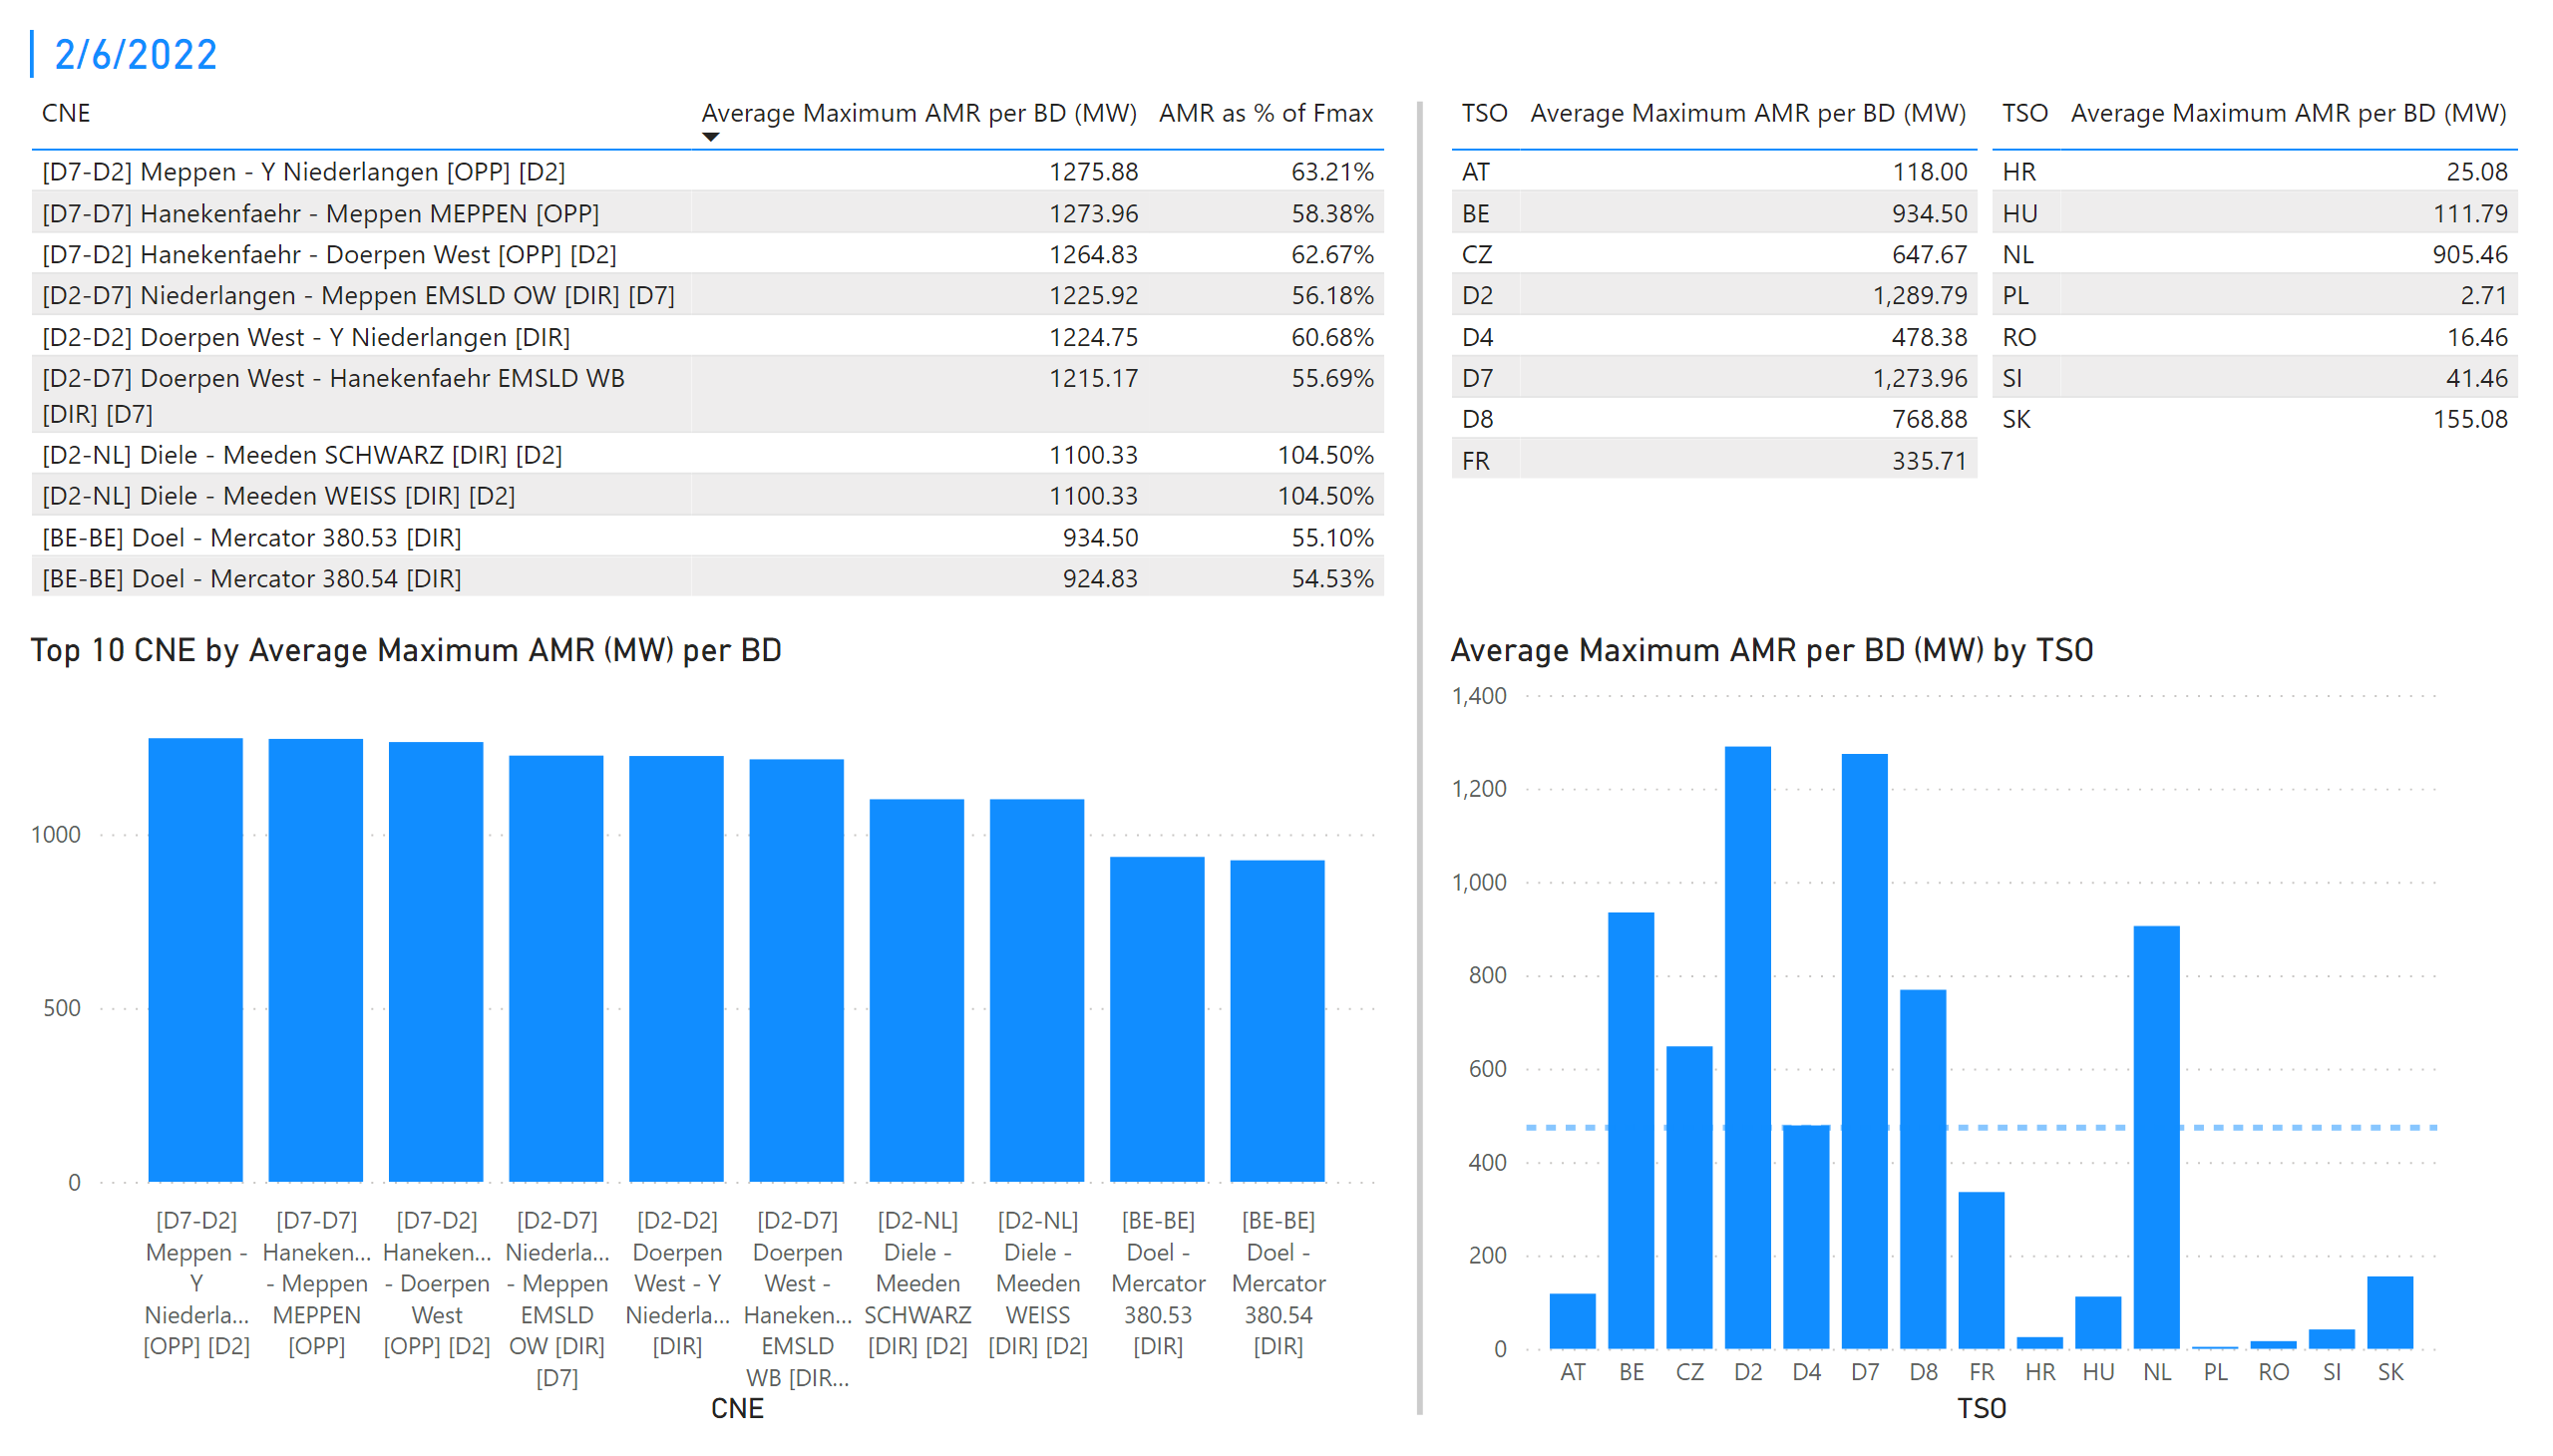 2/6/2022
CNE Average Maximum AMR per BD (MW) AMR as % of Fmax
[D7-D2] Meppen - Y Niederlangen [OPP] [D2] 1275.88 63.21%
[D7-D7] Hanekenfaehr - Meppen MEPPEN [OPP] 1273.96 58.38%
[D7-D2] Hanekenfaehr - Doerpen West [OPP] [D2] 1264.83 62.67%
[D2-D7] Niederlangen - Meppen EMSLD OW [DIR] [D7] 1225.92 56.18%
[D2-D2] Doerpen West - Y Niederlangen [DIR] 1224.75 60.68%
[D2-D7] Doerpen West - Hanekenfaehr EMSLD WB 1215.17 55.69%
[DIR] [D7]
[D2-NL] Diele - Meeden SCHWARZ [DIR] [D2] 1100.33 104.50%
[D2-NL] Diele - Meeden WEISS [DIR] [D2] 1100.33 104.50%
[BE-BE] Doel - Mercator 380.53 [DIR] 934.50 55.10%
[BE-BE] Doel - Mercator 380.54 [DIR] 924.83 54.53%
TSO Average Maximum AMR per BD (MW)
AT 118.00
BE 934.50
CZ 647.67
D2 1,289.79
D4 478.38
D7 1,273.96
D8 768.88
FR 335.71
TSO Average Maximum AMR per BD (MW)
HR 25.08
HU 111.79
NL 905.46
PL 2.71
RO 16.46
SI 41.46
SK 155.08
Top 10 CNE by Average Maximum AMR (MW) per BD
1000
500
0
[D7-D2]
Meppen -
Y
Niederla...
[OPP] [D2]
[D7-D7]
Haneken...
- Meppen
MEPPEN
[OPP]
[D7-D2]
Haneken...
- Doerpen
West
[OPP] [D2]
[D2-D7]
Niederla...
- Meppen
EMSLD
OW [DIR]
[D7]
[D2-D2]
Doerpen
West - Y
Niederla...
[DIR]
[D2-D7]
Doerpen
West -
Haneken...
EMSLD
WB [DIR...
[D2-NL]
Diele -
Meeden
SCHWARZ
[DIR] [D2]
[D2-NL]
Diele -
Meeden
WEISS
[DIR] [D2]
[BE-BE]
Doel -
Mercator
380.53
[DIR]
[BE-BE]
Doel -
Mercator
380.54
[DIR]
CNE
Average Maximum AMR per BD (MW) by TSO
1,400
1,200
1,000
800
600
400
200
0
AT BE CZ D2 D4 D7 D8 FR HR HU NL PL RO SI SK
TSO